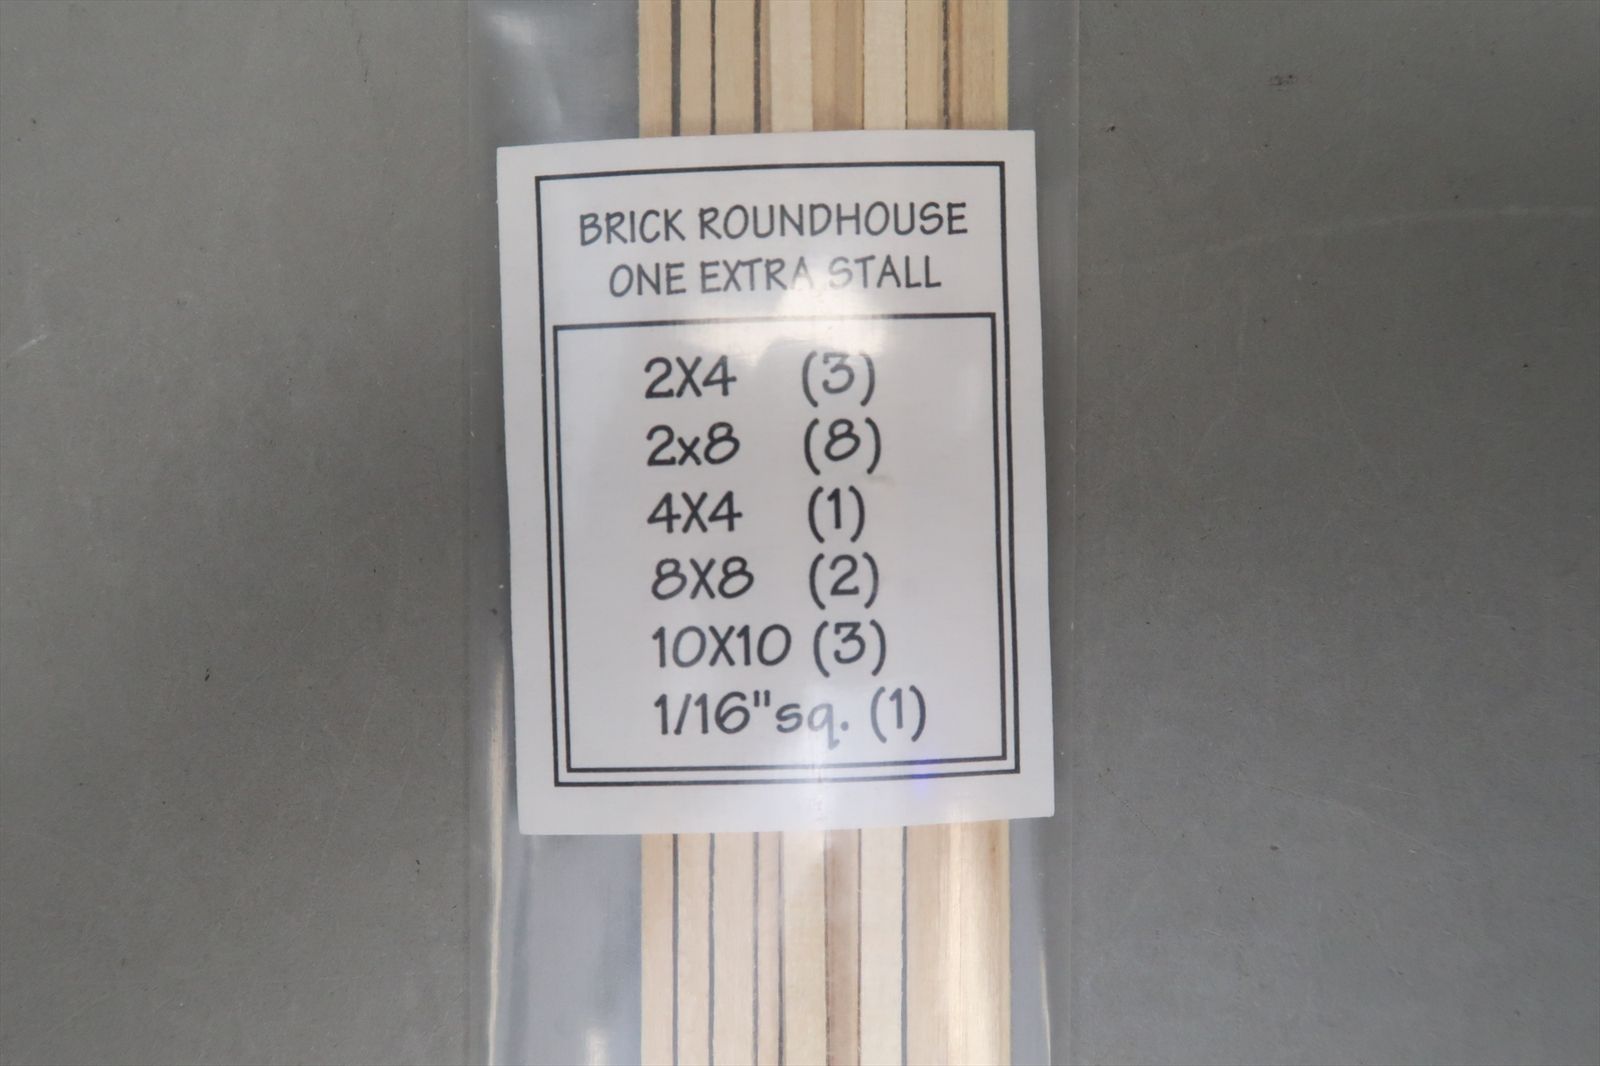 BRICK ROUNDHOUSE
ONE EXTRA STALL
2X4 (3)
2x8 (8)
4X4 (1)
8X8 (2)
10X10 (3)
1/16"sq. (1)